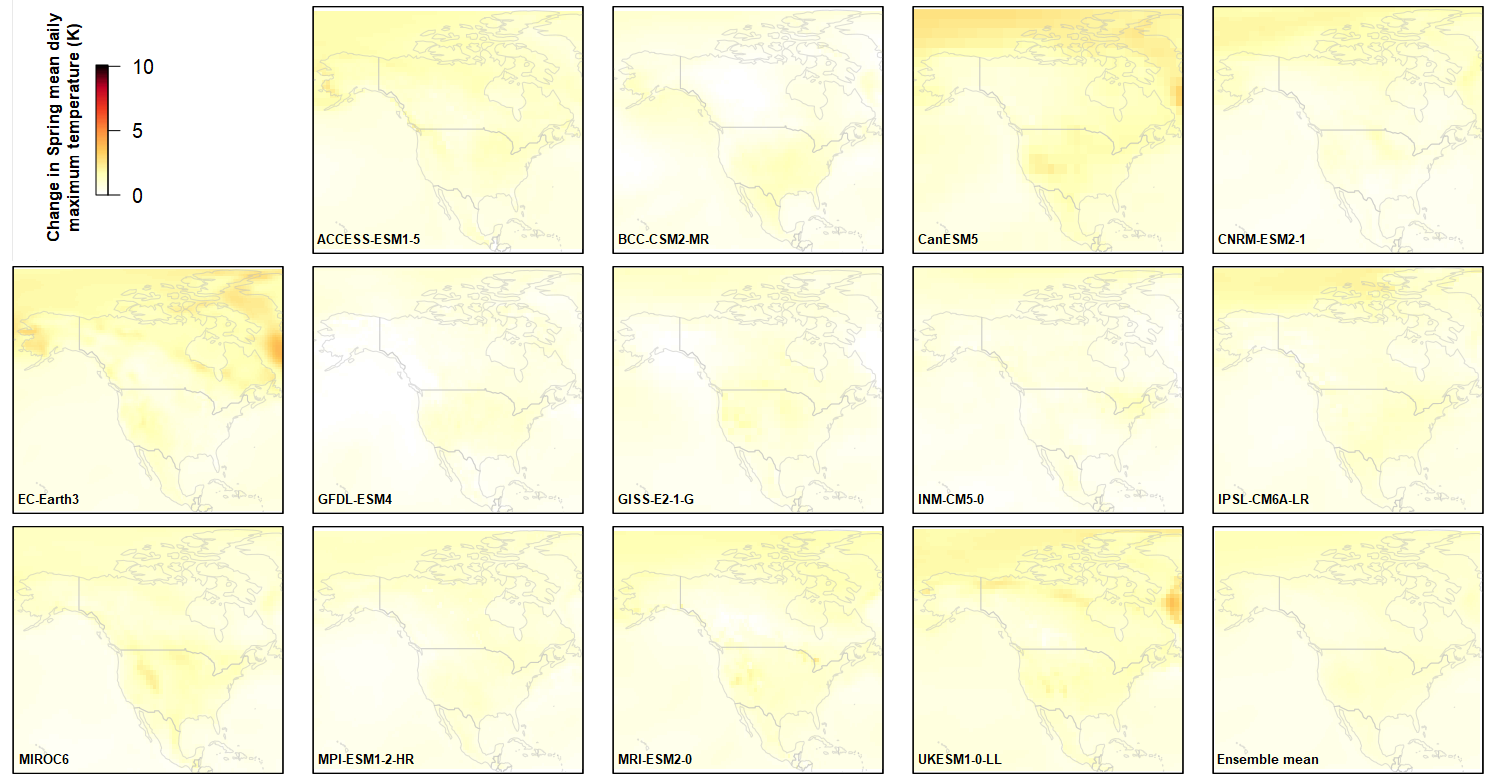 Change in Spring mean daily
maximum temperature (K)
10
5
0
ACCESS-ESM1-5
BCC-CSM2-MR
CanESM5
CNRM-ESM2-1
EC-Earth3
GFDL-ESM4
GISS-E2-1-G
INM-CM5-0
IPSL-CM6A-LR
MIROC6
MPI-ESM1-2-HR
MRI-ESM2-0
UKESM1-0-LL
Ensemble mean